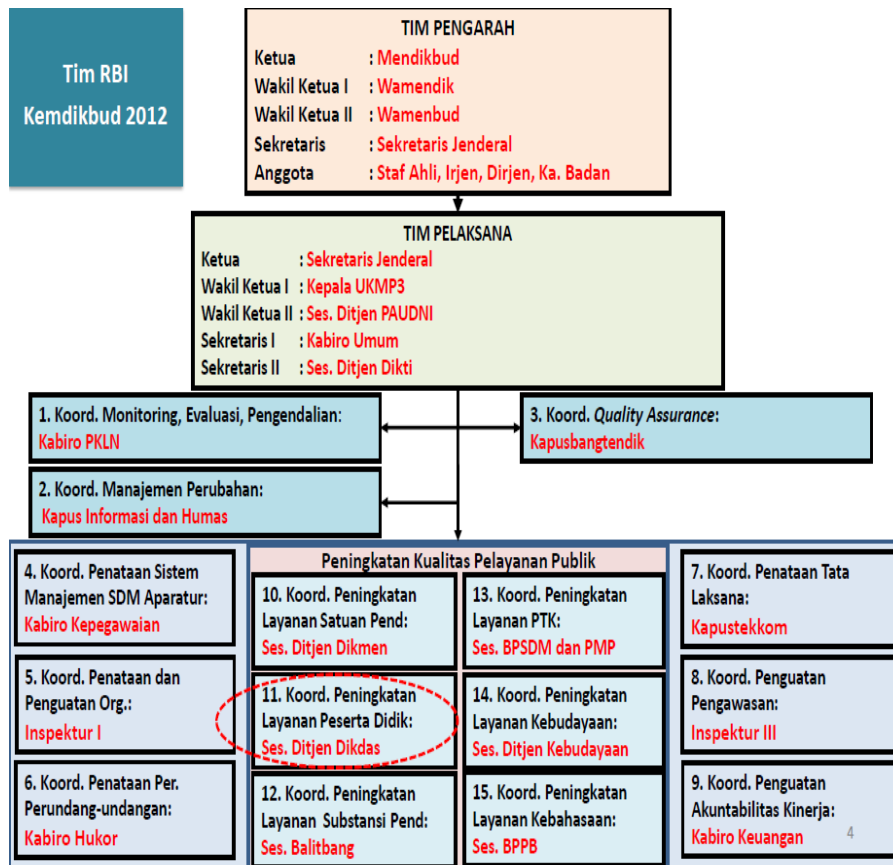 Tim RBI
Kemdikbud 2012
TIM PENGARAH
Ketua : Mendikbud
Wakil Ketua I : Wamendik
Wakil Ketua II : Wamenbud
Sekretaris : Sekretaris Jenderal
Anggota : Staf Ahli, Irjen, Dirjen, Ka. Badan
TIM PELAKSANA
Ketua : Sekretaris Jenderal
Wakil Ketua I : Kepala UKMP3
Wakil Ketua II : Ses. Ditjen PAUDNI
Sekretaris I : Kabiro Umum
Sekretaris II : Ses. Ditjen Dikti
1. Koord. Monitoring, Evaluasi, Pengendalian:
Kabiro PKLN
3. Koord. Quality Assurance:
Kapusbangtendik
2. Koord. Manajemen Perubahan:
Kapus Informasi dan Humas
4. Koord. Penataan Sistem
Manajemen SDM Aparatur:
Kabiro Kepegawaian
5. Koord. Penataan dan
Penguatan Org.:
Inspektur I
6. Koord. Penataan Per.
Perundang-undangan:
Kabiro Hukor
Peningkatan Kualitas Pelayanan Publik
10. Koord. Peningkatan
Layanan Satuan Pend:
Ses. Ditjen Dikmen
11. Koord. Peningkatan
Layanan Peserta Didik:
Ses. Ditjen Dikdas
12. Koord. Peningkatan
Layanan Substansi Pend:
Ses. Balitbang
13. Koord. Peningkatan
Layanan PTK:
Ses. BPSDM dan PMP
14. Koord. Peningkatan
Layanan Kebudayaan:
Ses. Ditjen Kebudayaan
15. Koord. Peningkatan
Layanan Kebahasaan:
Ses. BPPB
7. Koord. Penataan Tata
Laksana:
Kapustekkom
8. Koord. Penguatan
Pengawasan:
Inspektur III
9. Koord. Penguatan
Akuntabilitas Kinerja:
Kabiro Keuangan
4